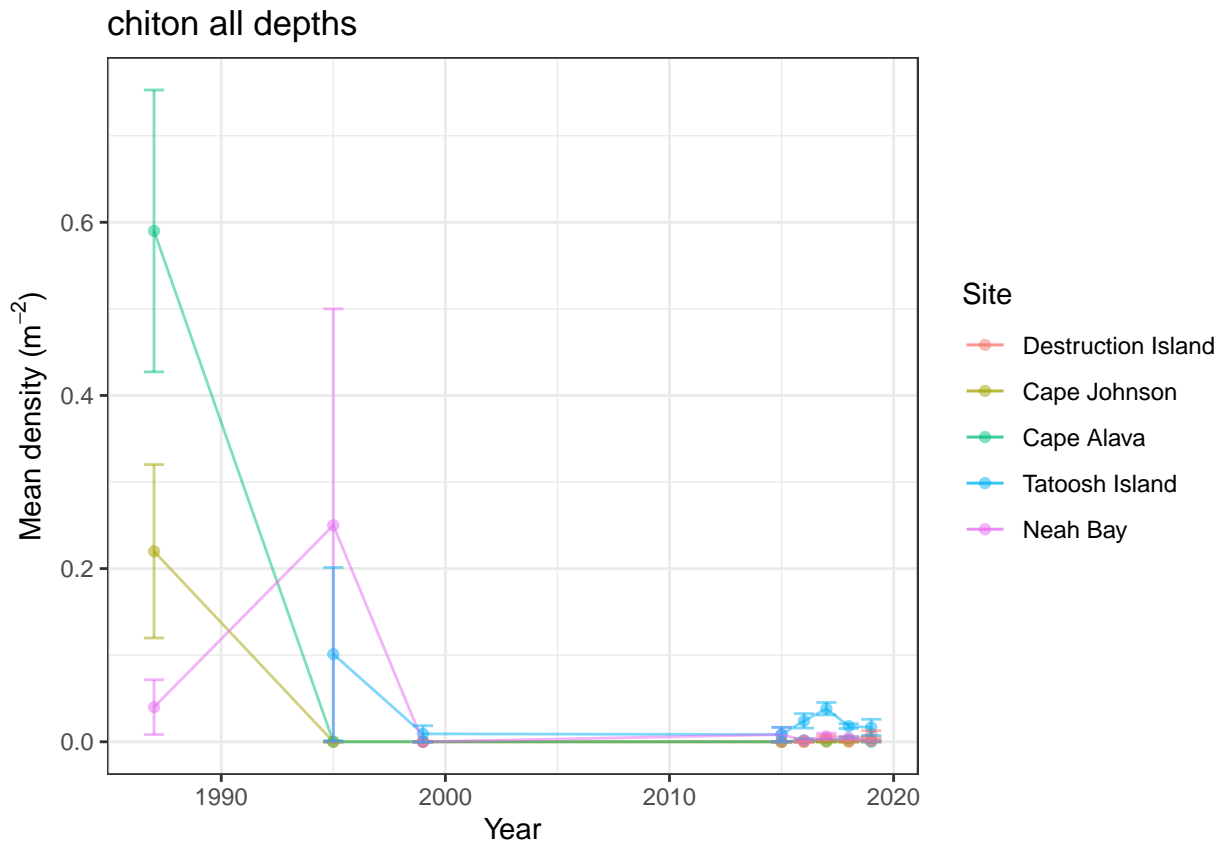 chiton all depths
Mean density (m⁻²)
0.6
0.4
0.2
0.0
1990 2000 2010 2020
Year
Site
Destruction Island
Cape Johnson
Cape Alava
Tatoosh Island
Neah Bay